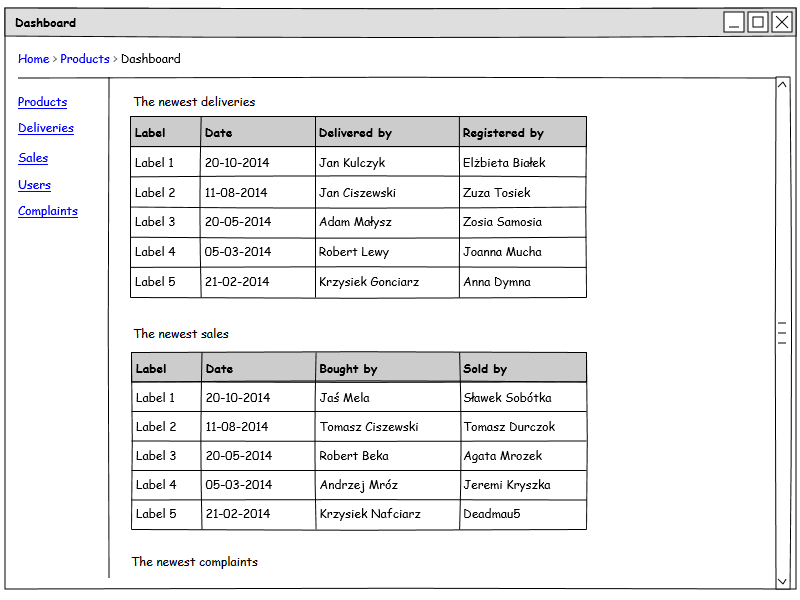 Dashboard
Home > Products > Dashboard
Products
Deliveries
Sales
Users
Complaints
The newest deliveries
Label Date Delivered by Registered by
Label 1 20-10-2014 Jan Kulczyk Elżbieta Białek
Label 2 11-08-2014 Jan Ciszewski Zuza Tosiek
Label 3 20-05-2014 Adam Małysz Zosia Samosia
Label 4 05-03-2014 Robert Lewy Joanna Mucha
Label 5 21-02-2014 Krzysiek Gonciarz Anna Dymna
The newest sales
Label Date Bought by Sold by
Label 1 20-10-2014 Jaś Mela Sławek Sobótka
Label 2 11-08-2014 Tomasz Ciszewski Tomasz Durczok
Label 3 20-05-2014 Robert Beka Agata Mrozek
Label 4 05-03-2014 Andrzej Mróz Jeremi Kryszka
Label 5 21-02-2014 Krzysiek Nafciarz Deadmau5
The newest complaints